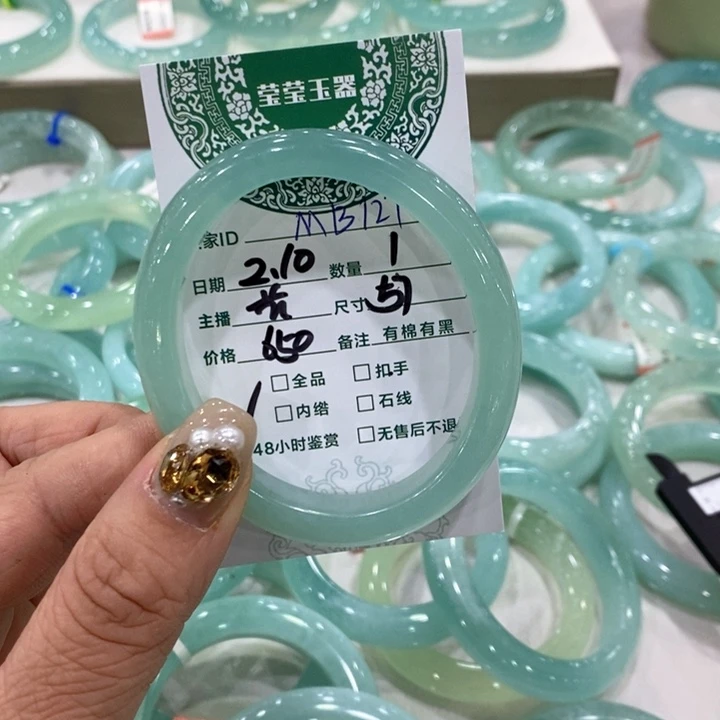 莹莹玉器
家ID MB121
日期 2.10 数量 1
主播 尺寸 57
价格 650 备注 有棉有黑
□全品 □扣手
□内绺 □石线
48小时鉴赏 □无售后不退